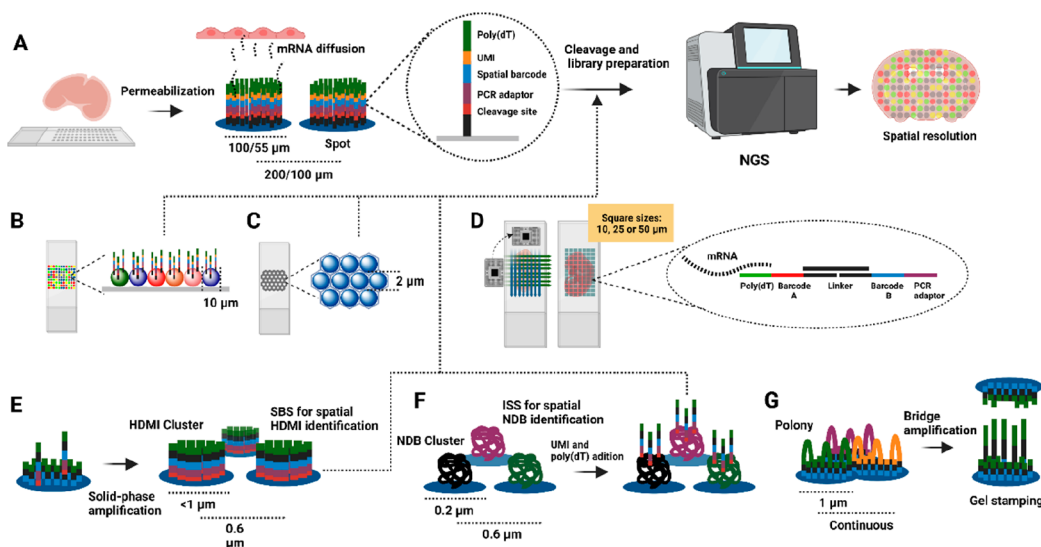 A
mRNA diffusion
Permeabilization
100/55 µm
Spot
200/100 µm
Poly(dT)
UMI
Spatial barcode
PCR adaptor
Cleavage site
Cleavage and
library preparation
NGS
Spatial resolution
B
10 µm
C
2 µm
D
Square sizes:
10, 25 or 50 µm
mRNA
Poly(dT)
Barcode
A
Linker
Barcode
B
PCR
adaptor
E
Solid-phase
amplification
HDMI Cluster
SBS for spatial
HDMI identification
<1 µm
0.6
µm
F
NDB Cluster
ISS for spatial
NDB identification
UMI and
poly(dT) adition
0.2 µm
0.6 µm
G
Polony
Bridge
amplification
1 µm
Continuous
Gel stamping